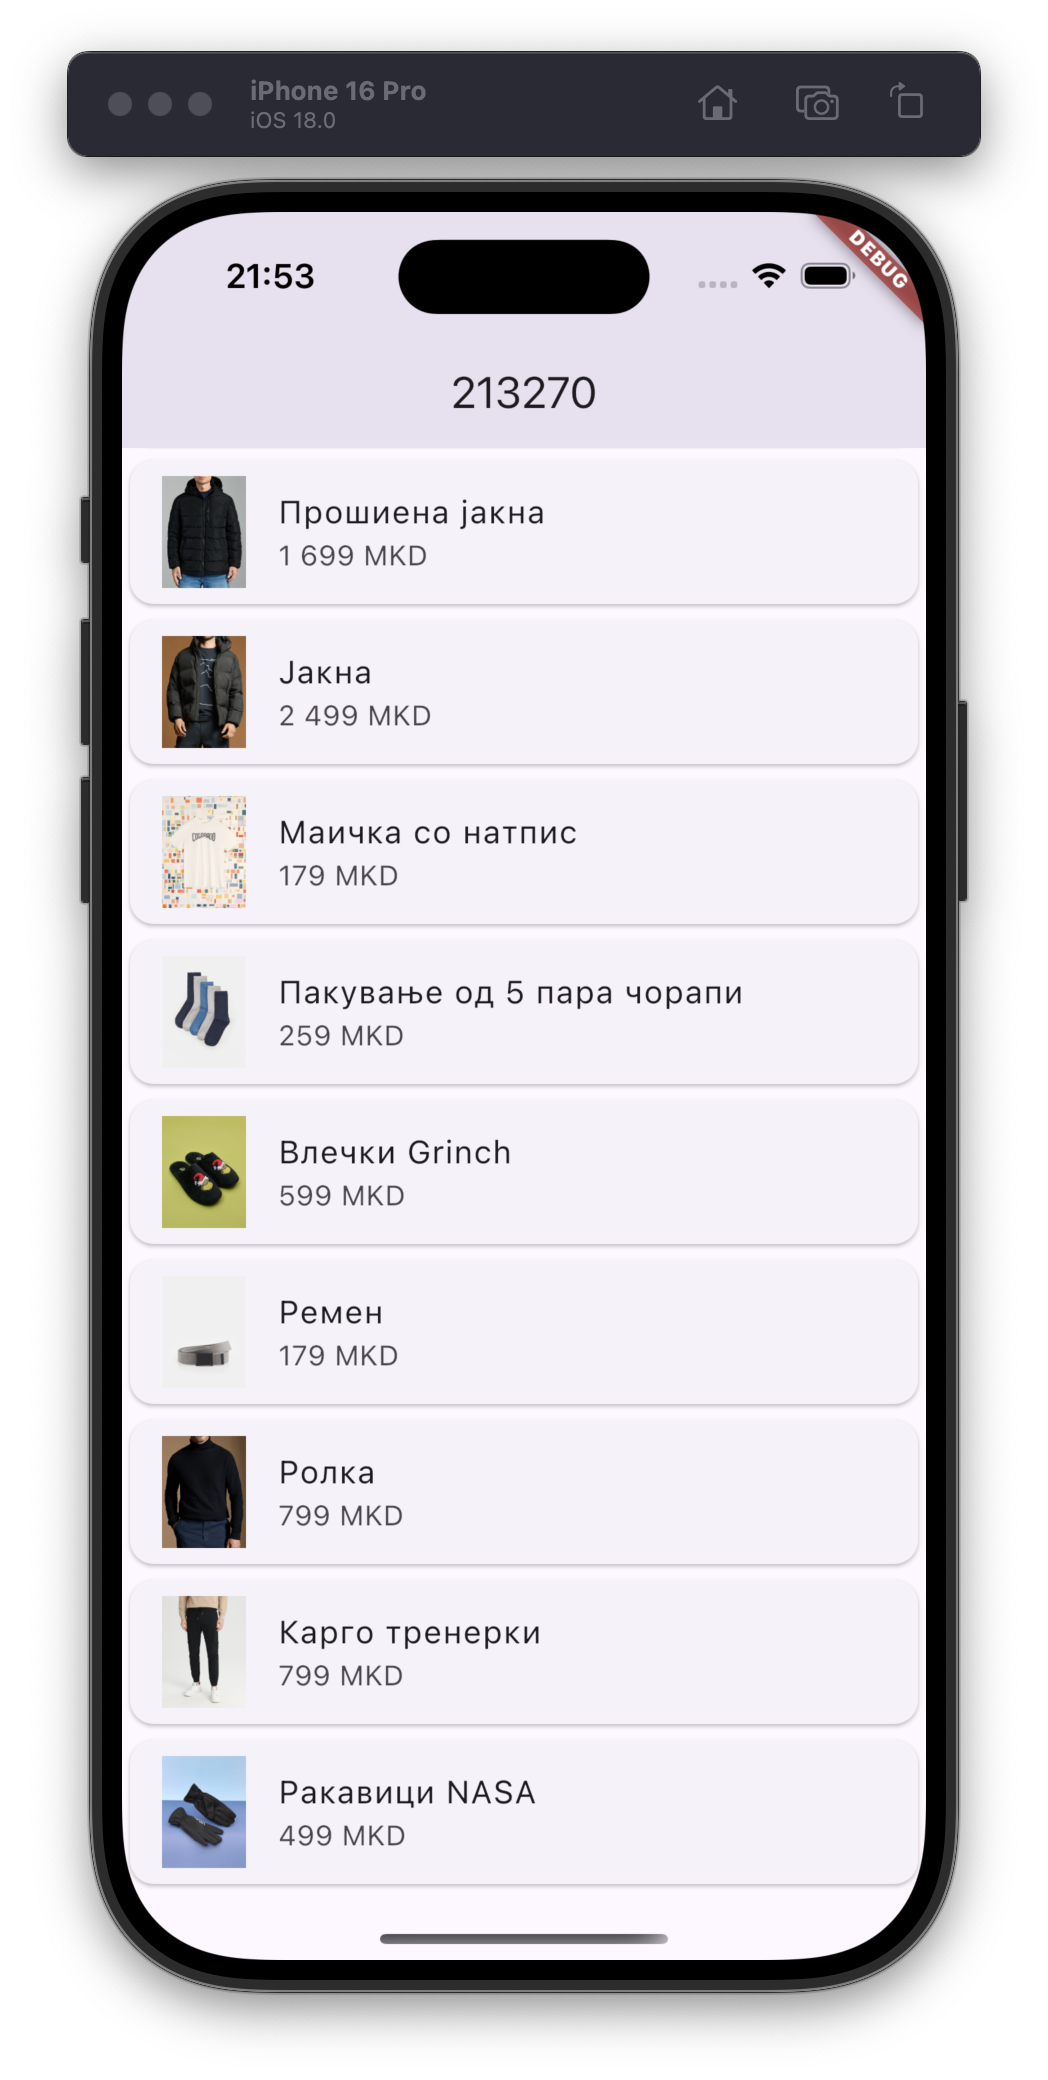 iPhone 16 Pro
iOS 18.0
21:53
DEBUG
213270
Прошиена јакна
1 699 MKD
Јакна
2 499 MKD
Маичка со натпис
179 MKD
Пакување од 5 пара чорапи
259 MKD
Влечки Grinch
599 MKD
Ремен
179 MKD
Ролка
799 MKD
Карго тренерки
799 MKD
Ракавици NASA
499 MKD